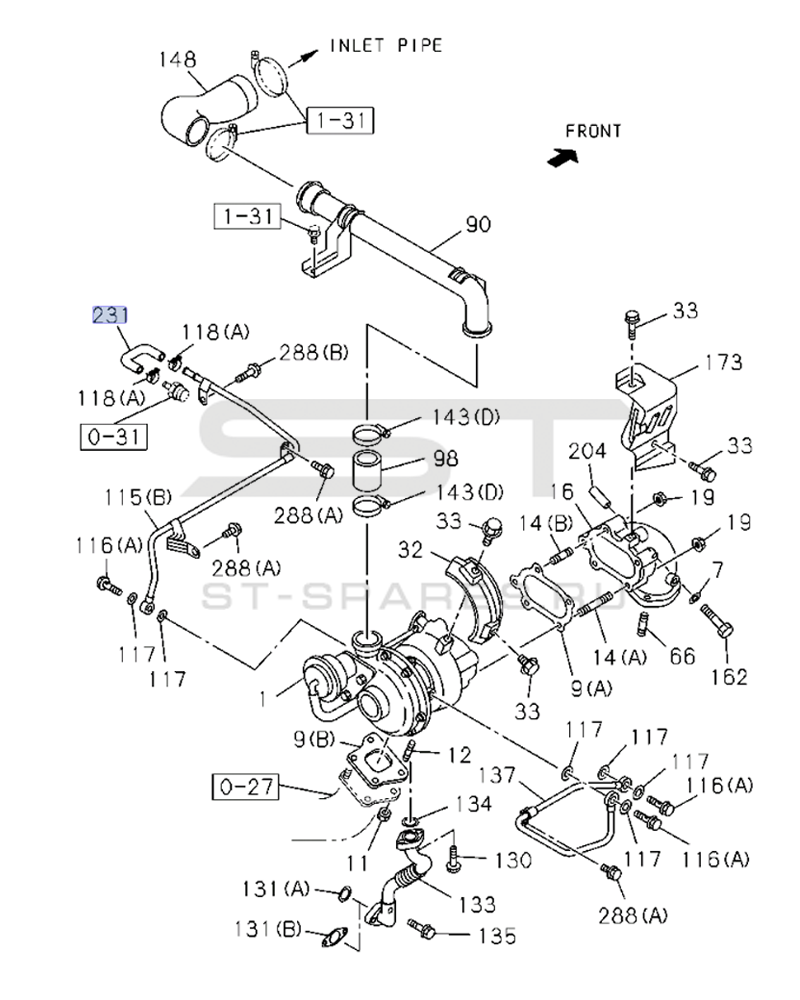 INLET PIPE
148
1-31
FRONT
1-31
90
231
118(A)
288(B)
33
173
118(A)
0-31
143(D)
98
204
33
115(B)
143(D)
16
19
288(A)
33
14(B)
19
116(A)
32
288(A)
7
ST-SPARES.RU
117
117
14(A)
66
162
1
33
9(A)
9(B)
12
117
117
117
137
0-27
134
116(A)
11
130
117
116(A)
131(A)
133
288(A)
131(B)
135